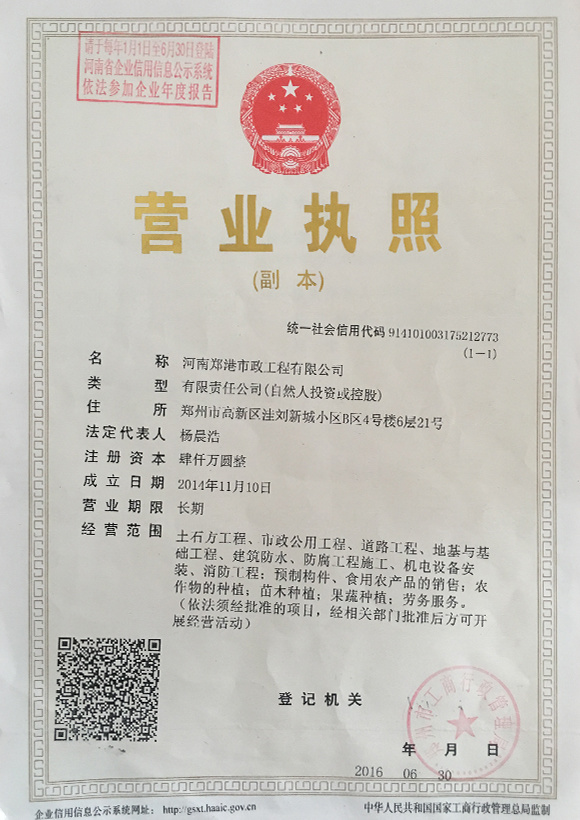 请于每年1月1日至6月30日登陆
河南省企业信用信息公示系统
依法参加企业年度报告
营业执照
(副 本)
统一社会信用代码 914101003175212773
(1-1)
名 称 河南郑港市政工程有限公司
类 型 有限责任公司(自然人投资或控股)
住 所 郑州市高新区洼刘新城小区B区4号楼6层21号
法定代表人 杨晨浩
注册资本 肆仟万圆整
成立日期 2014年11月10日
营业期限 长期
经营范围 土石方工程、市政公用工程、道路工程、地基与基
础工程、建筑防水、防腐工程施工、机电设备安
装、消防工程；预制构件、食用农产品的销售；农
作物的种植；苗木种植；果蔬种植；劳务服务。
（依法须经批准的项目，经相关部门批准后方可开
展经营活动）
登记机关
州市工商行政管理
年 月 日
2016 06 30
企业信用信息公示系统网址： http://gsxt.haaic.gov.cn
中华人民共和国国家工商行政管理总局监制